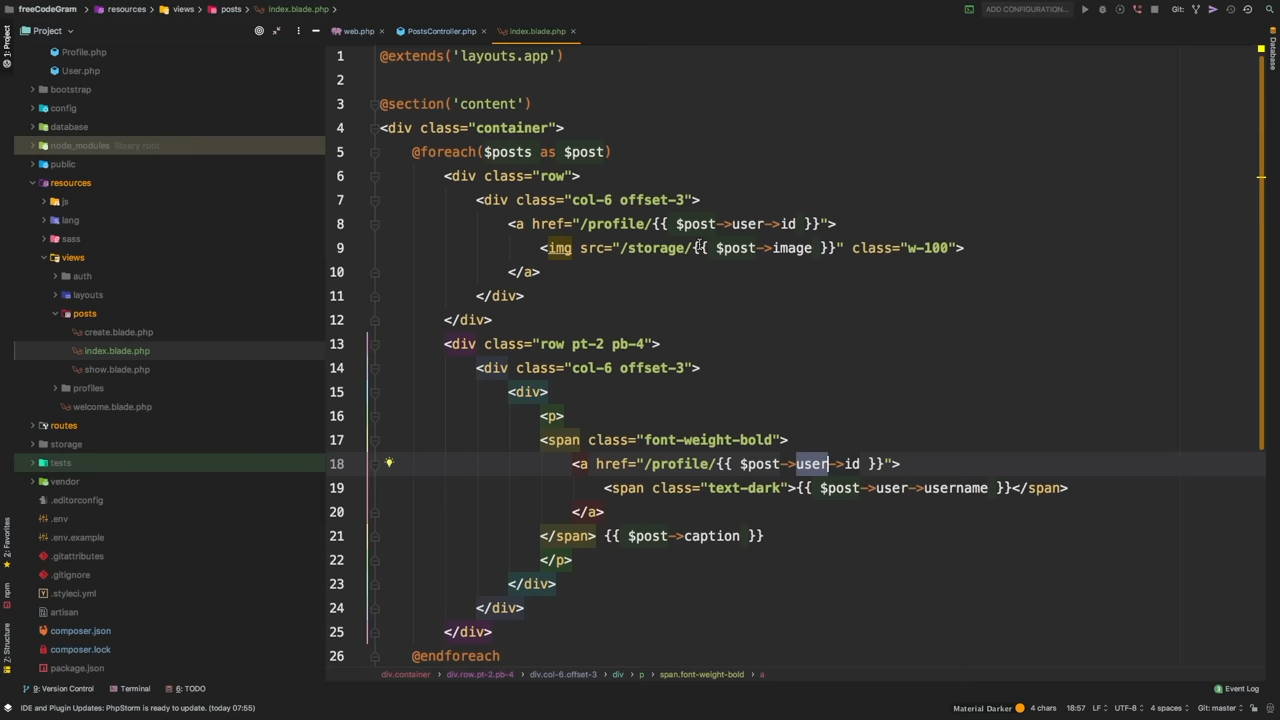 freeCodeGram
resources
views
posts
index.blade.php
ADD CONFIGURATION...
Git:
Project
web.php
PostsController.php
index.blade.php
1: Project
2: Favorites
npm
7: Structure
Database
Profile.php
User.php
bootstrap
config
database
node_modules library root
public
resources
js
lang
sass
views
auth
layouts
posts
create.blade.php
index.blade.php
show.blade.php
profiles
welcome.blade.php
routes
storage
tests
vendor
.editorconfig
.env
.env.example
.gitattributes
.gitignore
.styleci.yml
artisan
composer.json
composer.lock
package.json
1 @extends('layouts.app')
2
3 @section('content')
4 <div class="container">
5 @foreach($posts as $post)
6 <div class="row">
7 <div class="col-6 offset-3">
8 <a href="/profile/{{ $post->user->id }}">
9 <img src="/storage/{{ $post->image }}" class="w-100">
10 </a>
11 </div>
12 </div>
13 <div class="row pt-2 pb-4">
14 <div class="col-6 offset-3">
15 <div>
16 <p>
17 <span class="font-weight-bold">
18 <a href="/profile/{{ $post->user->id }}">
19 <span class="text-dark">{{ $post->user->username }}</span>
20 </a>
21 </span> {{ $post->caption }}
22 </p>
23 </div>
24 </div>
25 </div>
26 @endforeach
div.container div.row.pt-2.pb-4 div.col-6.offset-3 div p span.font-weight-bold a
9: Version Control Terminal 6: TODO Event Log
IDE and Plugin Updates: PhpStorm is ready to update. (today 07:55) Material Darker 4 chars 18:57 LF UTF-8 4 spaces Git: master